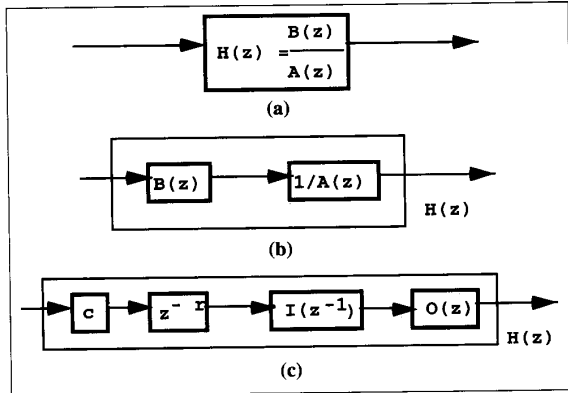 B(z)
H(z) =
A(z)
(a)
B(z) 1/A(z)
H(z)
(b)
c z⁻ ʳ I(z⁻¹) O(z)
H(z)
(c)